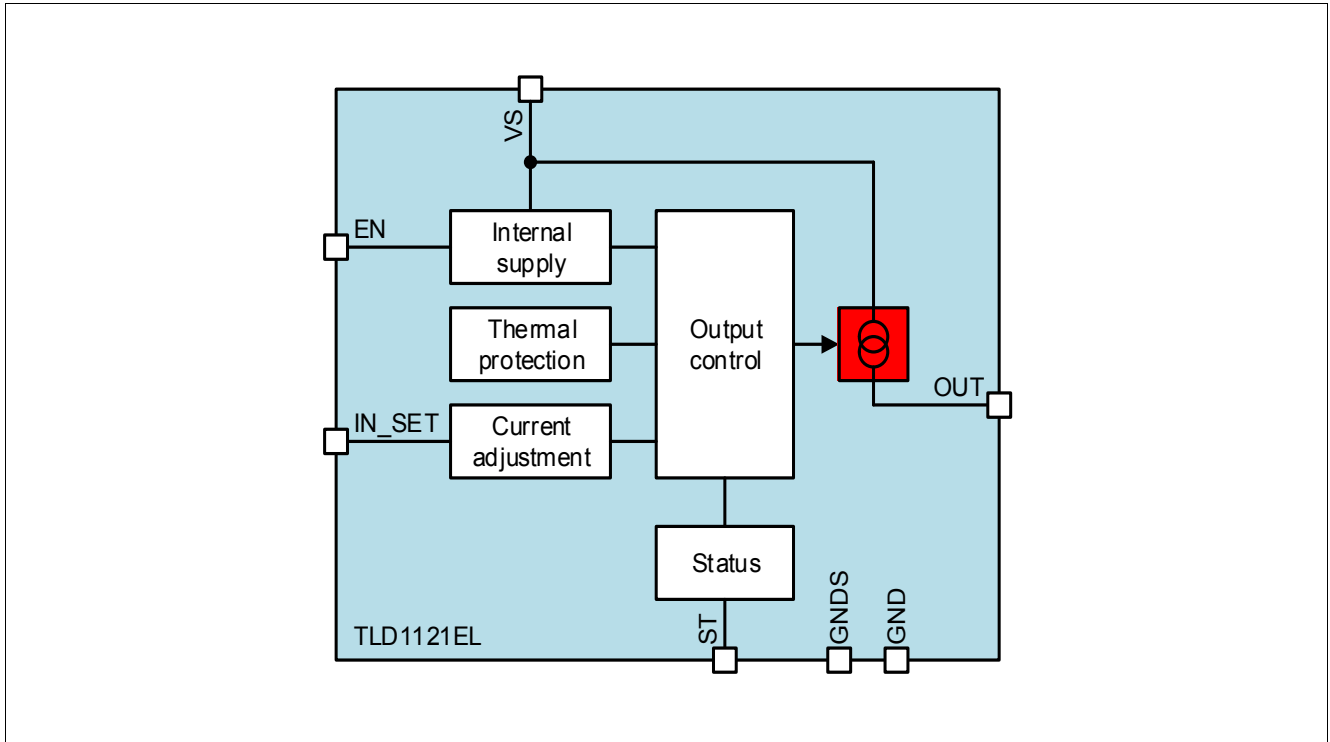 VS
EN
Internal
supply
Thermal
protection
Output
control
OUT
IN_SET
Current
adjustment
Status
ST
GNDS
GND
TLD1121EL